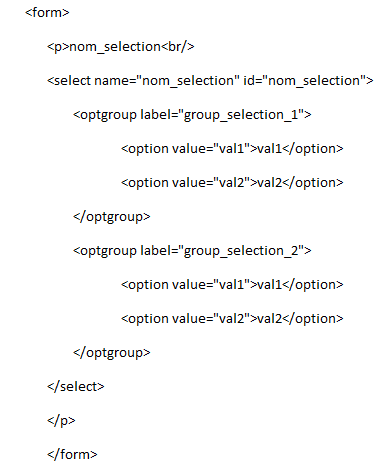 <form>
<p>nom_selection<br/>
<select name="nom_selection" id="nom_selection">
<optgroup label="group_selection_1">
<option value="val1">val1</option>
<option value="val2">val2</option>
</optgroup>
<optgroup label="group_selection_2">
<option value="val1">val1</option>
<option value="val2">val2</option>
</optgroup>
</select>
</p>
</form>